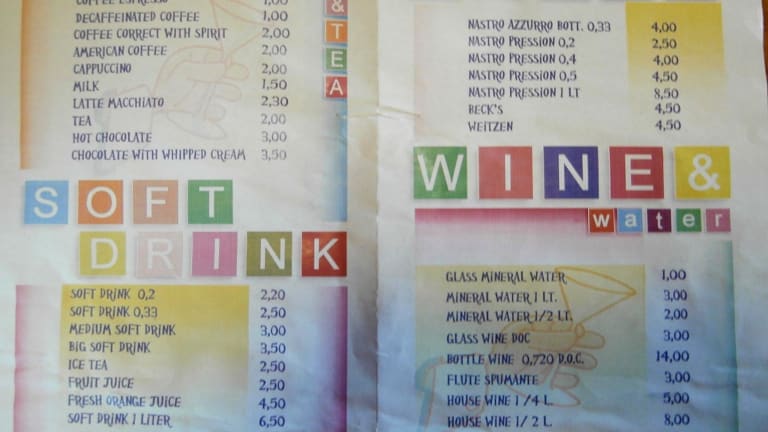 COFFEE ESPRESSO 1,00
DECAFFEINATED COFFEE 1,00
COFFEE CORRECT WITH SPIRIT 2,00
AMERICAN COFFEE 2,00
CAPPUCCINO 2,00
MILK 1,50
LATTE MACCHIATO 2,30
TEA 2,00
HOT CHOCOLATE 3,00
CHOCOLATE WITH WHIPPED CREAM 3,50
& TEA
SOFT
DRINK
SOFT DRINK 0,2 2,20
SOFT DRINK 0,33 2,50
MEDIUM SOFT DRINK 3,00
BIG SOFT DRINK 3,50
ICE TEA 2,50
FRUIT JUICE 2,50
FRESH ORANGE JUICE 4,50
SOFT DRINK 1 LITER 6,50
NASTRO AZZURRO BOTT. 0,33 4,00
NASTRO PRESSION 0,2 2,50
NASTRO PRESSION 0,4 4,00
NASTRO PRESSION 0,5 4,50
NASTRO PRESSION 1 LT 8,50
BECK'S 4,50
WEITZEN 4,50
WINE &
water
GLASS MINERAL WATER 1,00
MINERAL WATER 1 LT. 3,00
MINERAL WATER 1/2 LT. 2,00
GLASS WINE DOC 3,00
BOTTLE WINE 0,720 D.O.C. 14,00
FLUTE SPUMANTE 3,00
HOUSE WINE 1/4 L. 5,00
HOUSE WINE 1/2 L. 8,00